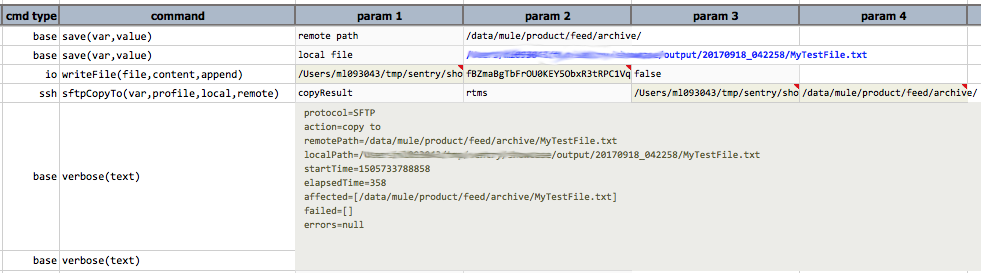 cmd type command param 1 param 2 param 3 param 4
base save(var,value) remote path /data/mule/product/feed/archive/
base save(var,value) local file /output/20170918_042258/MyTestFile.txt
io writeFile(file,content,append) /Users/ml093043/tmp/sentry/sho fBZmaBgTbFrOU0KEY5ObxR3tRPC1Vq false
ssh sftpCopyTo(var,profile,local,remote) copyResult rtms /Users/ml093043/tmp/sentry/sho /data/mule/product/feed/archive/
base verbose(text)
protocol=SFTP
action=copy to
remotePath=/data/mule/product/feed/archive/MyTestFile.txt
localPath=/output/20170918_042258/MyTestFile.txt
startTime=1505733788858
elapsedTime=358
affected=[/data/mule/product/feed/archive/MyTestFile.txt]
failed=[]
errors=null
base verbose(text)